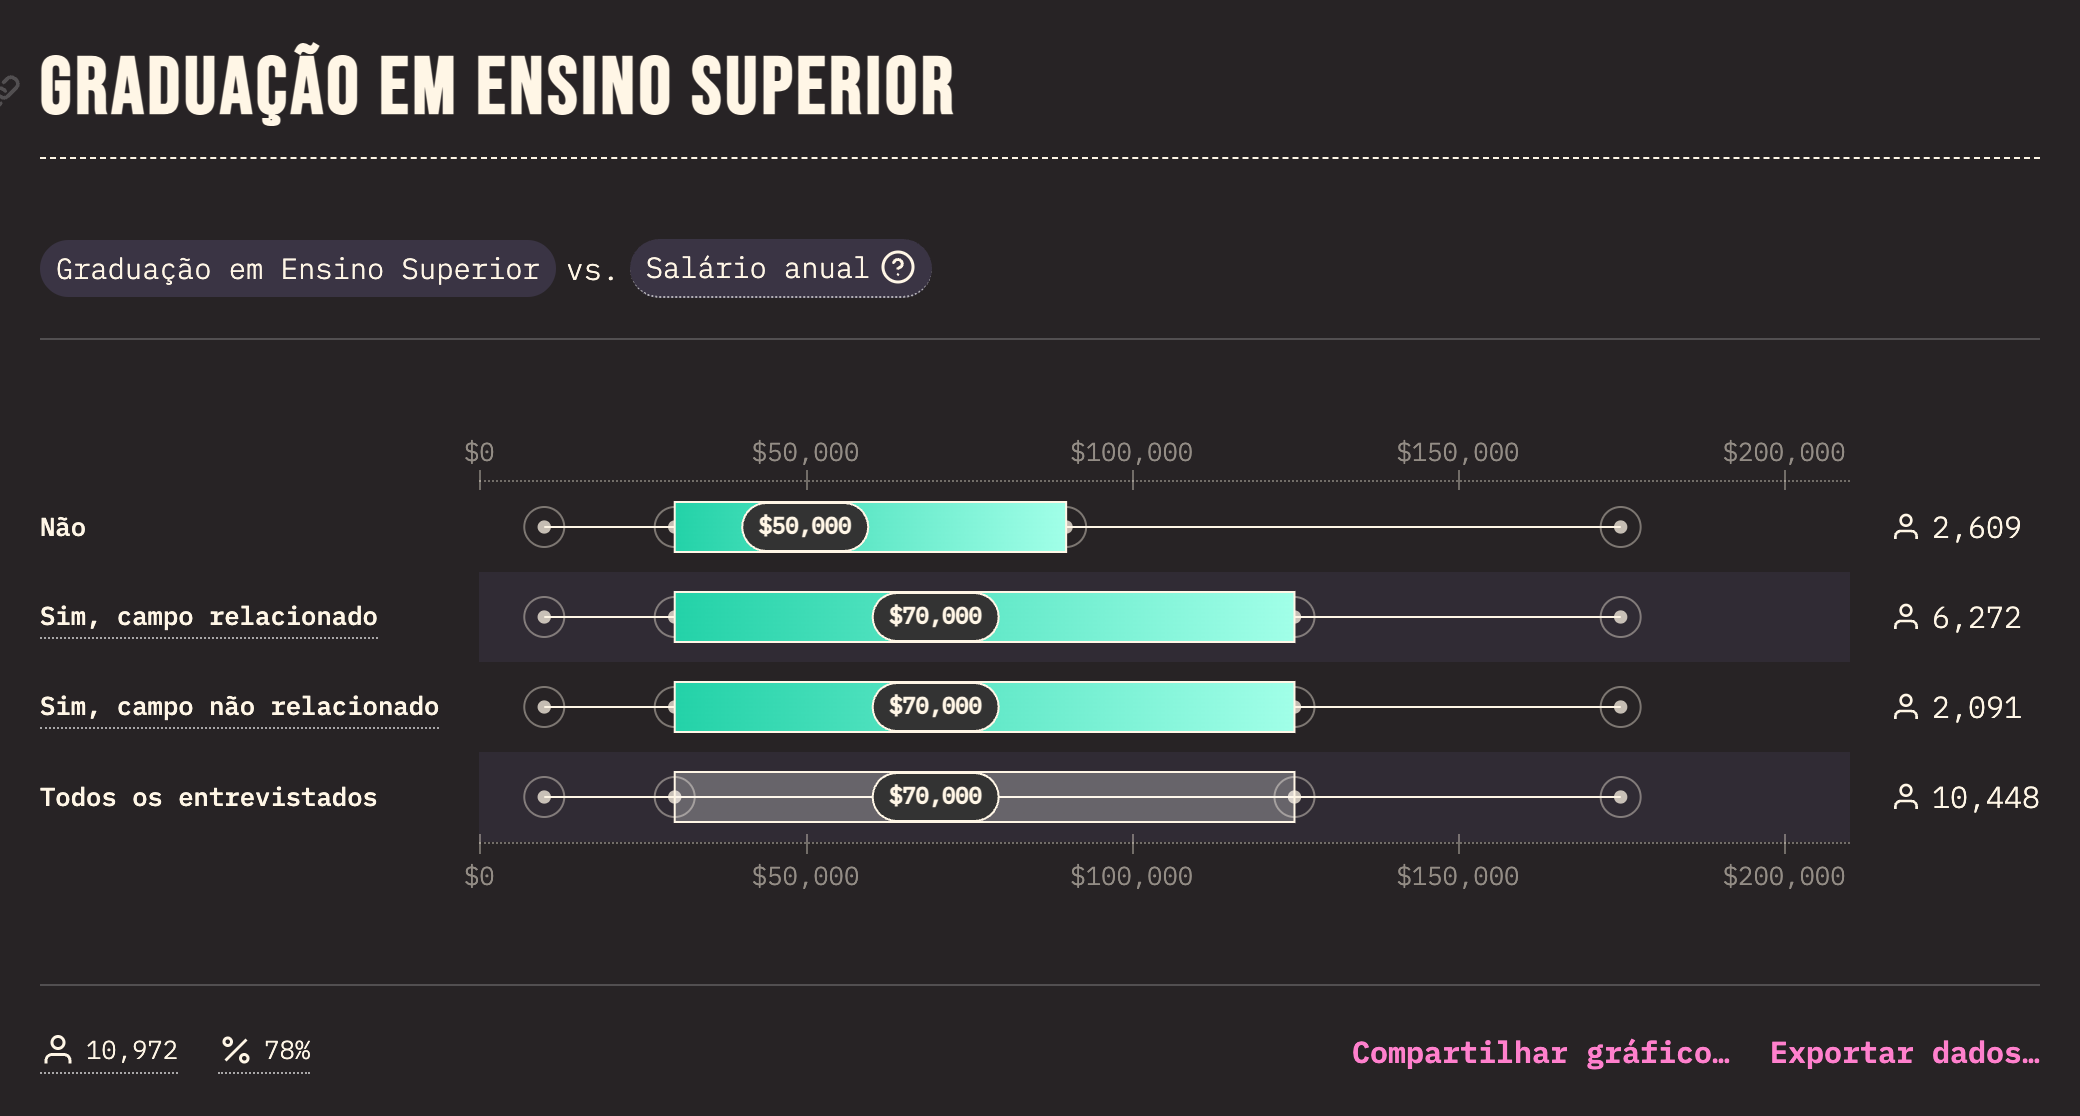 GRADUAÇÃO EM ENSINO SUPERIOR
Graduação em Ensino Superior vs. Salário anual
$0 $50,000 $100,000 $150,000 $200,000
Não $50,000 2,609
Sim, campo relacionado $70,000 6,272
Sim, campo não relacionado $70,000 2,091
Todos os entrevistados $70,000 10,448
$0 $50,000 $100,000 $150,000 $200,000
10,972 78% Compartilhar gráfico… Exportar dados…